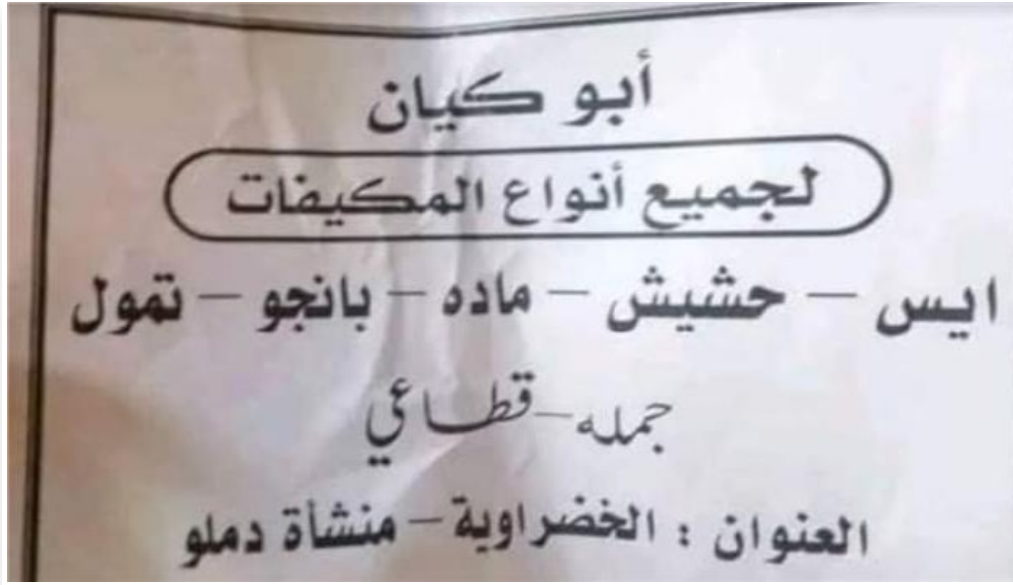 أبو كيان
لجميع أنواع المكيفات
ايس - حشيش - ماده - بانجو - تمول
جمله - قطاعي
العنوان : الخضراوية - منشأة دملو